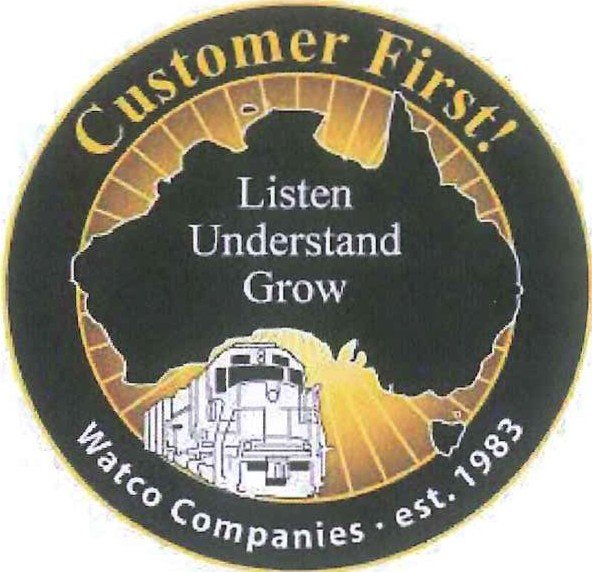 Customer First!
Listen
Understand
Grow
Watco Companies · est. 1983